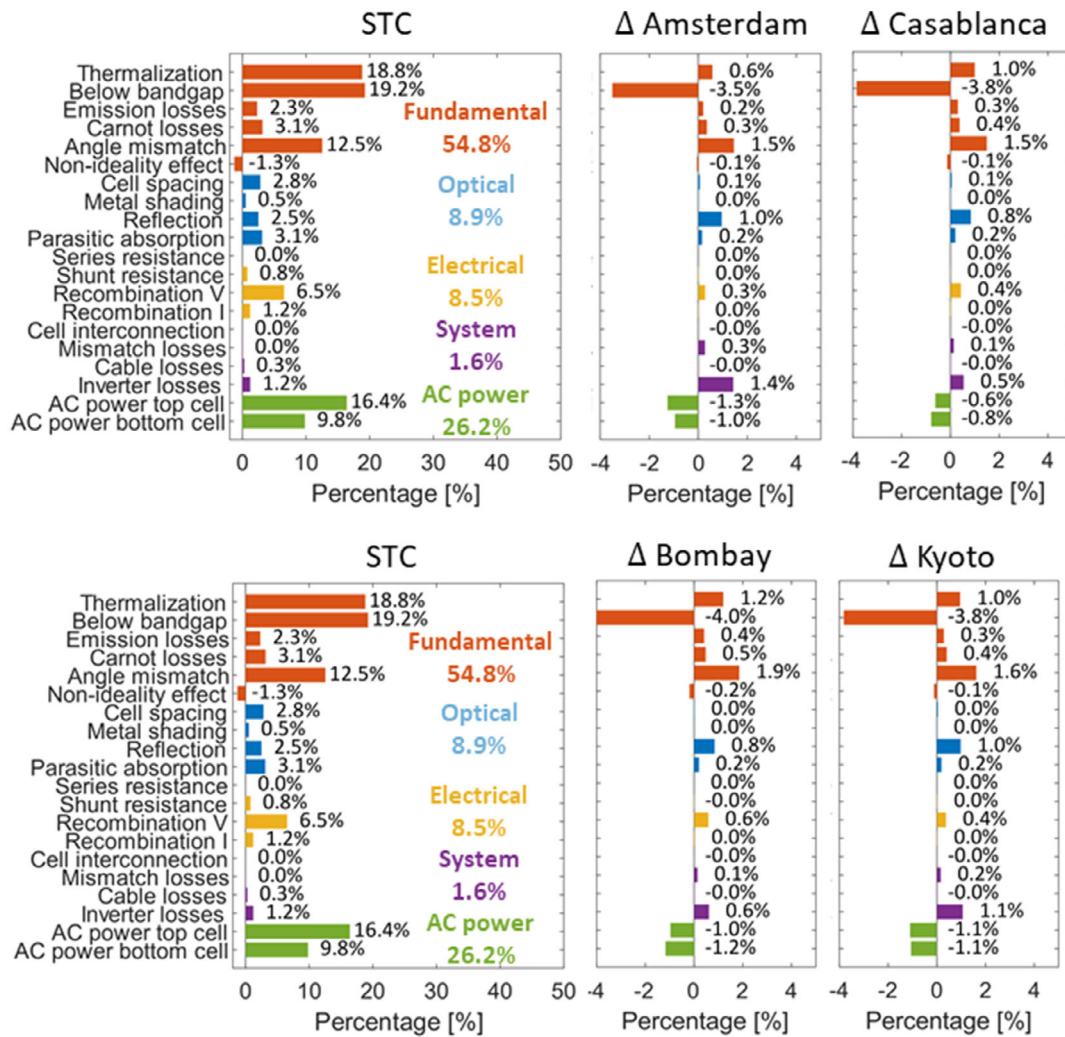 STC
Δ Amsterdam
Δ Casablanca
Thermalization 18.8% 0.6% 1.0%
Below bandgap 19.2% -3.5% -3.8%
Emission losses 2.3% 0.2% 0.3%
Carnot losses 3.1% 0.3% 0.4%
Angle mismatch 12.5% 1.5% 1.5%
Non-ideality effect -1.3% -0.1% -0.1%
Cell spacing 2.8% 0.1% 0.1%
Metal shading 0.5% 0.0% 0.0%
Reflection 2.5% 1.0% 0.8%
Parasitic absorption 3.1% 0.2% 0.2%
Series resistance 0.0% 0.0% 0.0%
Shunt resistance 0.8% 0.0% 0.0%
Recombination V 6.5% 0.3% 0.4%
Recombination I 1.2% 0.0% 0.0%
Cell interconnection 0.0% -0.0% -0.0%
Mismatch losses 0.0% 0.3% 0.1%
Cable losses 0.3% -0.0% -0.0%
Inverter losses 1.2% 1.4% 0.5%
AC power top cell 16.4% -1.3% -0.6%
AC power bottom cell 9.8% -1.0% -0.8%
Fundamental
54.8%
Optical
8.9%
Electrical
8.5%
System
1.6%
AC power
26.2%
0 10 20 30 40 50
-4 -2 0 2 4
-4 -2 0 2 4
Percentage [%]
Percentage [%]
Percentage [%]
STC
Δ Bombay
Δ Kyoto
Thermalization 18.8% 1.2% 1.0%
Below bandgap 19.2% -4.0% -3.8%
Emission losses 2.3% 0.4% 0.3%
Carnot losses 3.1% 0.5% 0.4%
Angle mismatch 12.5% 1.9% 1.6%
Non-ideality effect -1.3% -0.2% -0.1%
Cell spacing 2.8% 0.0% 0.0%
Metal shading 0.5% 0.0% 0.0%
Reflection 2.5% 0.8% 1.0%
Parasitic absorption 3.1% 0.2% 0.2%
Series resistance 0.0% 0.0% 0.0%
Shunt resistance 0.8% -0.0% -0.0%
Recombination V 6.5% 0.6% 0.4%
Recombination I 1.2% 0.0% 0.0%
Cell interconnection 0.0% -0.0% -0.0%
Mismatch losses 0.0% 0.1% 0.2%
Cable losses 0.3% -0.0% -0.0%
Inverter losses 1.2% 0.6% 1.1%
AC power top cell 16.4% -1.0% -1.1%
AC power bottom cell 9.8% -1.2% -1.1%
Fundamental
54.8%
Optical
8.9%
Electrical
8.5%
System
1.6%
AC power
26.2%
0 10 20 30 40 50
-4 -2 0 2 4
-4 -2 0 2 4
Percentage [%]
Percentage [%]
Percentage [%]